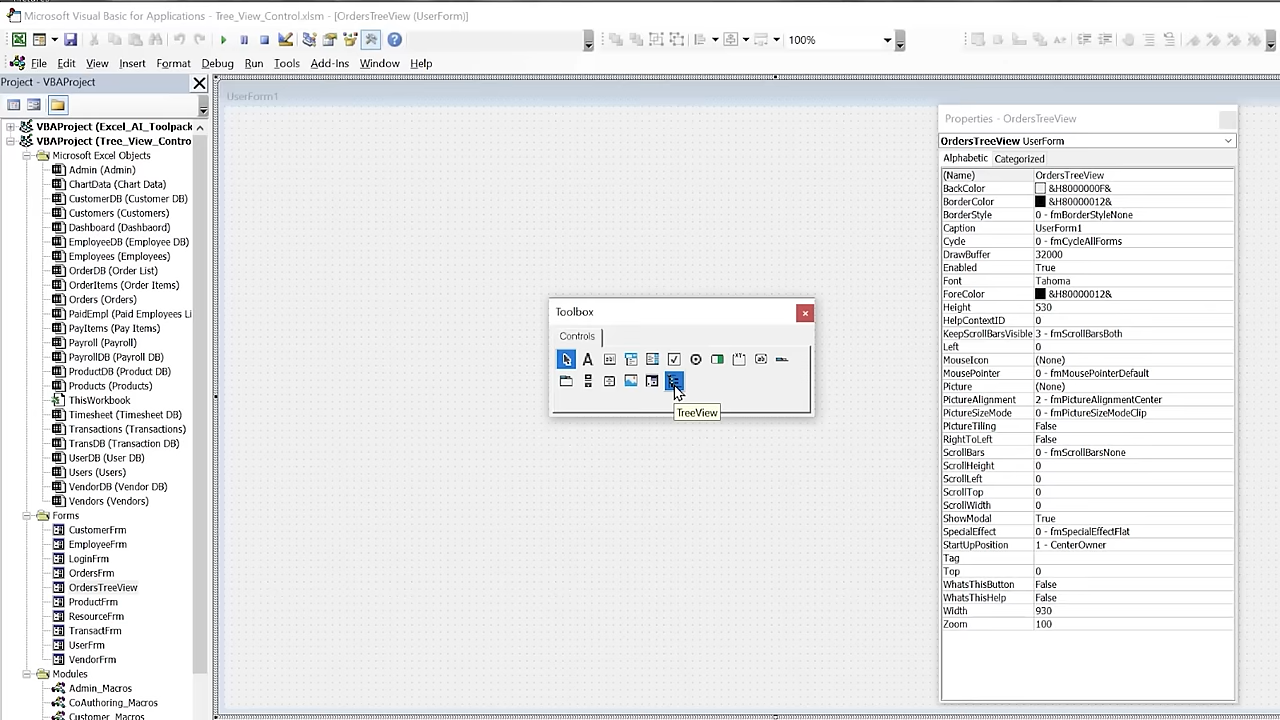 Microsoft Visual Basic for Applications - Tree_View_Control.xlsm - [OrdersTreeView (UserForm)]
100%
File Edit View Insert Format Debug Run Tools Add-Ins Window Help
Project - VBAProject
VBAProject (Excel_AI_Toolpack
VBAProject (Tree_View_Contro
Microsoft Excel Objects
Admin (Admin)
ChartData (Chart Data)
CustomerDB (Customer DB)
Customers (Customers)
Dashboard (Dashbaord)
EmployeeDB (Employee DB)
Employees (Employees)
OrderDB (Order List)
OrderItems (Order Items)
Orders (Orders)
PaidEmpl (Paid Employees Li
PayItems (Pay Items)
Payroll (Payroll)
PayrollDB (Payroll DB)
ProductDB (Product DB)
Products (Products)
ThisWorkbook
Timesheet (Timesheet DB)
Transactions (Transactions)
TransDB (Transaction DB)
UserDB (User DB)
Users (Users)
VendorDB (Vendor DB)
Vendors (Vendors)
Forms
CustomerFrm
EmployeeFrm
LoginFrm
OrdersFrm
OrdersTreeView
ProductFrm
ResourceFrm
TransactFrm
UserFrm
VendorFrm
Modules
Admin_Macros
CoAuthoring_Macros
Customer_Macros
UserForm1
Toolbox
Controls
TreeView
Properties - OrdersTreeView
OrdersTreeView UserForm
Alphabetic Categorized
(Name) OrdersTreeView
BackColor &H8000000F&
BorderColor &H80000012&
BorderStyle 0 - fmBorderStyleNone
Caption UserForm1
Cycle 0 - fmCycleAllForms
DrawBuffer 32000
Enabled True
Font Tahoma
ForeColor &H80000012&
Height 530
HelpContextID 0
KeepScrollBarsVisible 3 - fmScrollBarsBoth
Left 0
MouseIcon (None)
MousePointer 0 - fmMousePointerDefault
Picture (None)
PictureAlignment 2 - fmPictureAlignmentCenter
PictureSizeMode 0 - fmPictureSizeModeClip
PictureTiling False
RightToLeft False
ScrollBars 0 - fmScrollBarsNone
ScrollHeight 0
ScrollLeft 0
ScrollTop 0
ScrollWidth 0
ShowModal True
SpecialEffect 0 - fmSpecialEffectFlat
StartUpPosition 1 - CenterOwner
Tag
Top 0
WhatsThisButton False
WhatsThisHelp False
Width 930
Zoom 100